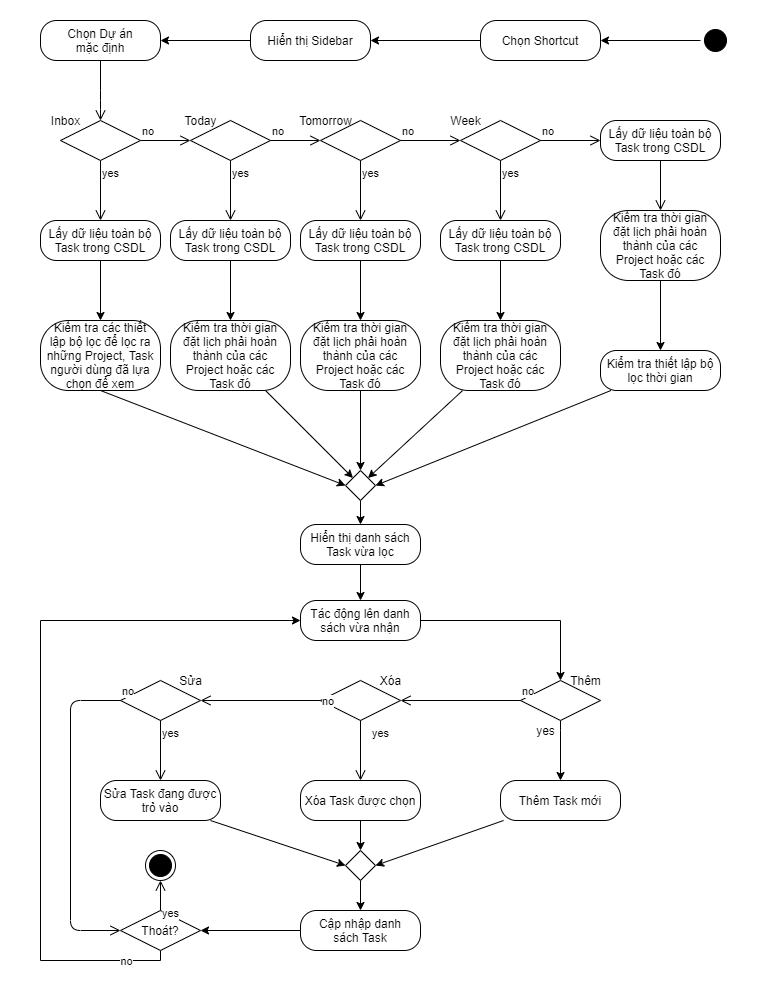 Chọn Dự án
mặc định
Hiển thị Sidebar
Chọn Shortcut
Inbox
no
Today
no
Tomorrow
no
Week
no
Lấy dữ liệu toàn bộ
Task trong CSDL
yes
yes
yes
yes
Kiểm tra thời gian
đặt lịch phải hoàn
thành của các
Project hoặc các
Task đó
Lấy dữ liệu toàn bộ
Task trong CSDL
Lấy dữ liệu toàn bộ
Task trong CSDL
Lấy dữ liệu toàn bộ
Task trong CSDL
Lấy dữ liệu toàn bộ
Task trong CSDL
Kiểm tra các thiết
lập bộ lọc để lọc ra
những Project, Task
người dùng đã lựa
chọn để xem
Kiểm tra thời gian
đặt lịch phải hoàn
thành của các
Project hoặc các
Task đó
Kiểm tra thời gian
đặt lịch phải hoàn
thành của các
Project hoặc các
Task đó
Kiểm tra thời gian
đặt lịch phải hoàn
thành của các
Project hoặc các
Task đó
Kiểm tra thiết lập bộ
lọc thời gian
Hiển thị danh sách
Task vừa lọc
Tác động lên danh
sách vừa nhận
no
Sửa
no
Xóa
no
Thêm
yes
yes
yes
Sửa Task đang được
trỏ vào
Xóa Task được chọn
Thêm Task mới
yes
Thoát?
Cập nhập danh
sách Task
no